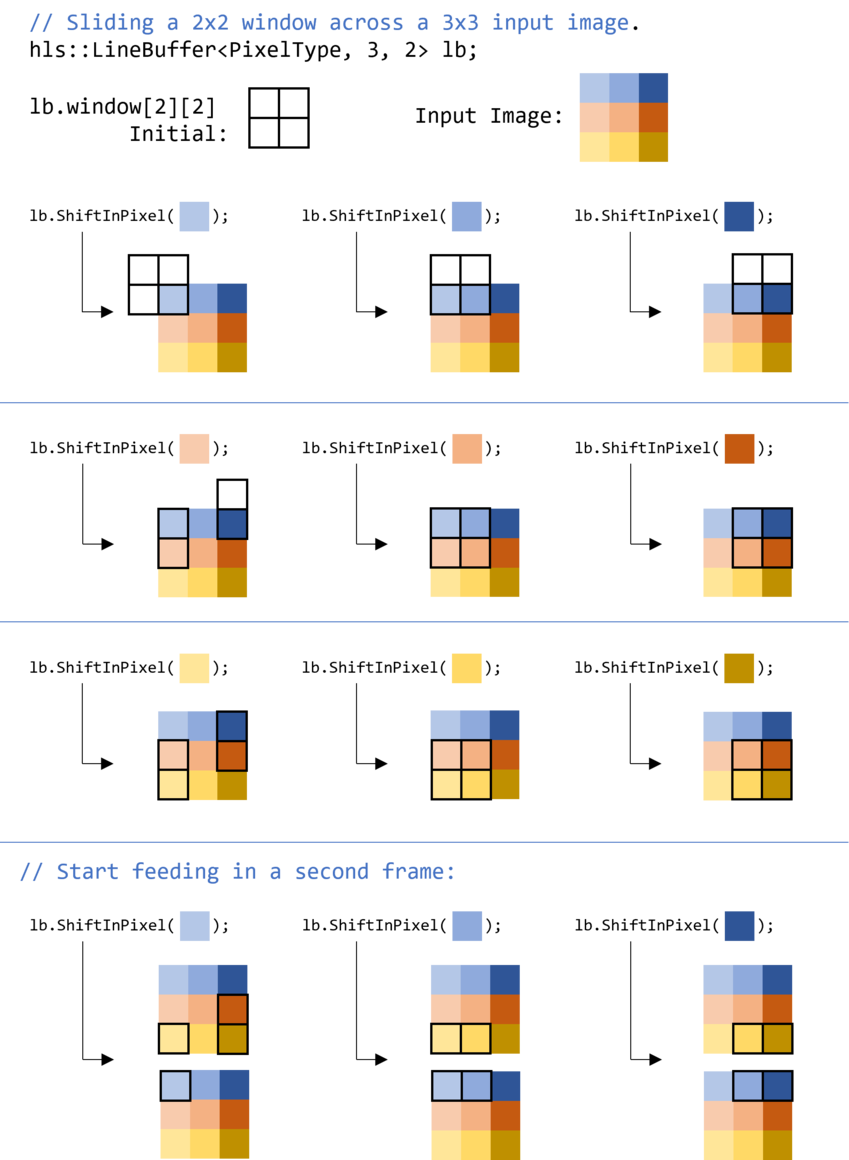 // Sliding a 2x2 window across a 3x3 input image.
hls::LineBuffer<PixelType, 3, 2> lb;
lb.window[2][2]
Initial:
Input Image:
lb.ShiftInPixel( );
lb.ShiftInPixel( );
lb.ShiftInPixel( );
lb.ShiftInPixel( );
lb.ShiftInPixel( );
lb.ShiftInPixel( );
lb.ShiftInPixel( );
lb.ShiftInPixel( );
lb.ShiftInPixel( );
// Start feeding in a second frame:
lb.ShiftInPixel( );
lb.ShiftInPixel( );
lb.ShiftInPixel( );